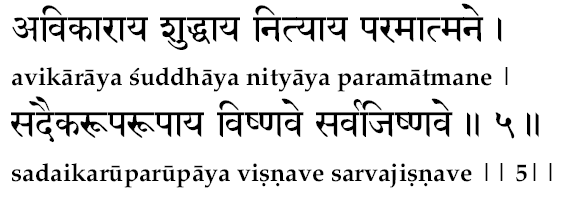 अविकाराय शुद्धाय नित्याय परमात्मने ।
avikārāya śuddhāya nityāya paramātmane |
सदैकरूपरूपाय विष्णवे सर्वजिष्णवे ॥ ५ ॥
sadaikarūparūpāya viṣṇave sarvajiṣṇave || 5||